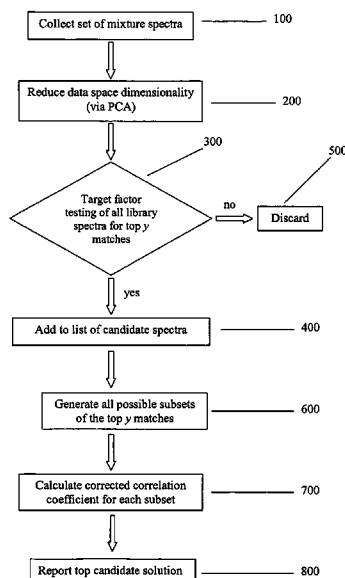 Collect set of mixture spectra
100
Reduce data space dimensionality
(via PCA)
200
300
500
Target factor
testing of all library
spectra for top y
matches
no
Discard
yes
Add to list of candidate spectra
400
Generate all possible subsets
of the top y matches
600
Calculate corrected correlation
coefficient for each subset
700
Report top candidate solution
800